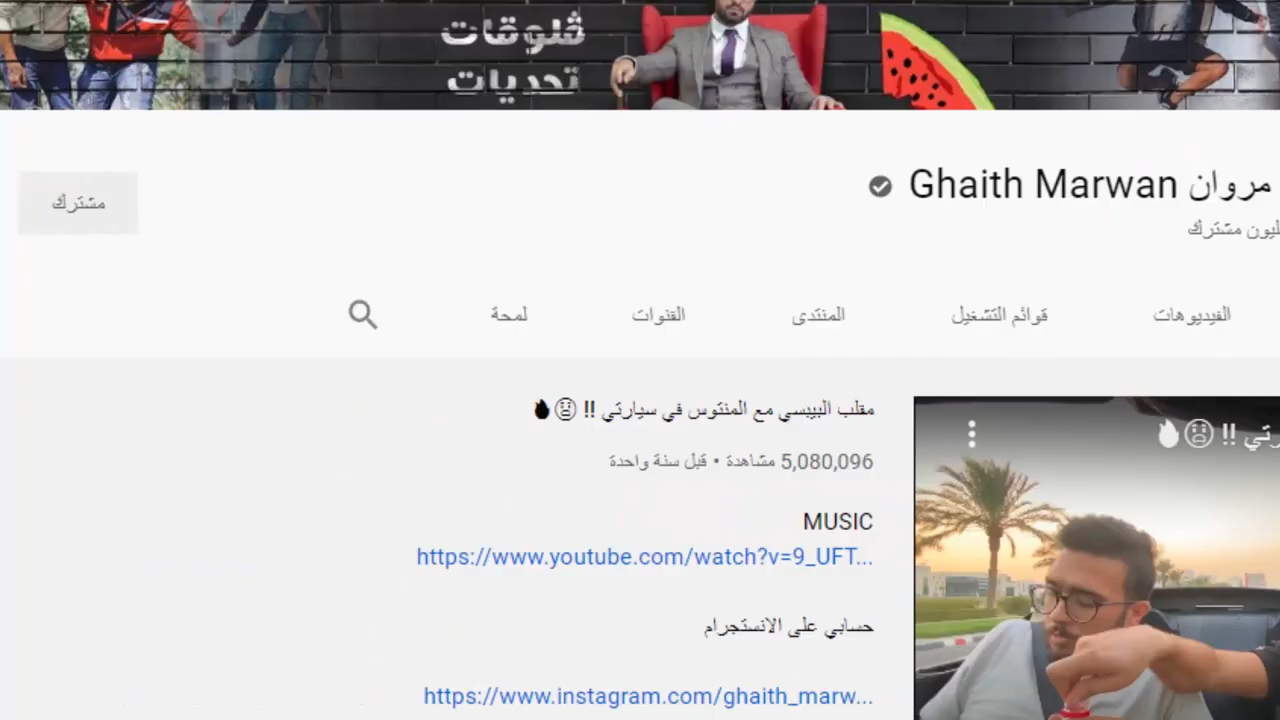 ڤلوقات
تحديات
مروان Ghaith Marwan
مشترك
مشترك
الفيديوهات
قوائم التشغيل
المنتدى
القنوات
لمحة
مقلب البيبسي مع المنتوس في سيارتي !! 😧🔥
5,080,096 مشاهدة • قبل سنة واحدة
!! 😧🔥
MUSIC
https://www.youtube.com/watch?v=9_UFT...
حسابي على الانستجرام
https://www.instagram.com/ghaith_marw...